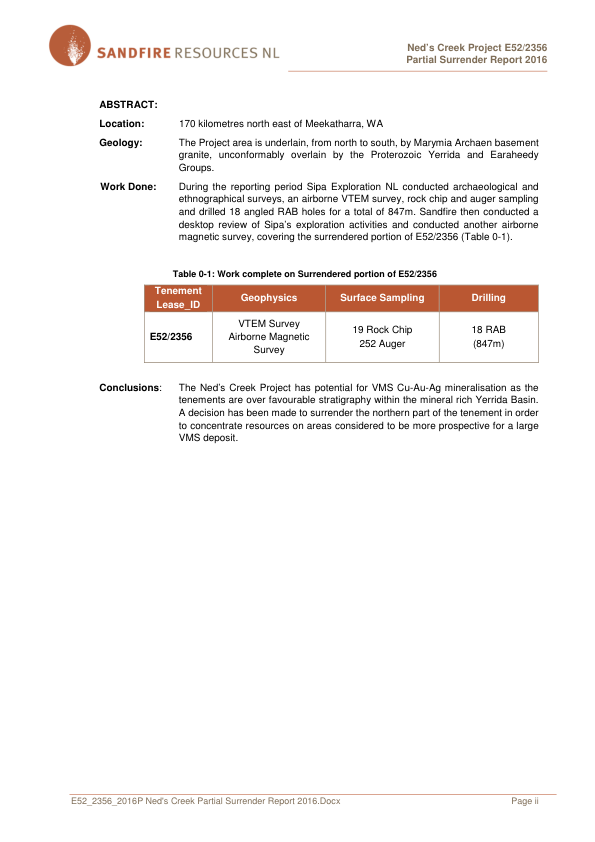 SANDFIRE RESOURCES NL
Ned's Creek Project E52/2356
Partial Surrender Report 2016
ABSTRACT:
Location: 170 kilometres north east of Meekatharra, WA
Geology: The Project area is underlain, from north to south, by Marymia Archaen basement
granite, unconformably overlain by the Proterozoic Yerrida and Earaheedy
Groups.
Work Done: During the reporting period Sipa Exploration NL conducted archaeological and
ethnographical surveys, an airborne VTEM survey, rock chip and auger sampling
and drilled 18 angled RAB holes for a total of 847m. Sandfire then conducted a
desktop review of Sipa's exploration activities and conducted another airborne
magnetic survey, covering the surrendered portion of E52/2356 (Table 0-1).
Table 0-1: Work complete on Surrendered portion of E52/2356
Tenement
Lease_ID
Geophysics
Surface Sampling
Drilling
E52/2356
VTEM Survey
Airborne Magnetic
Survey
19 Rock Chip
252 Auger
18 RAB
(847m)
Conclusions: The Ned's Creek Project has potential for VMS Cu-Au-Ag mineralisation as the
tenements are over favourable stratigraphy within the mineral rich Yerrida Basin.
A decision has been made to surrender the northern part of the tenement in order
to concentrate resources on areas considered to be more prospective for a large
VMS deposit.
E52_2356_2016P Ned's Creek Partial Surrender Report 2016.Docx Page ii